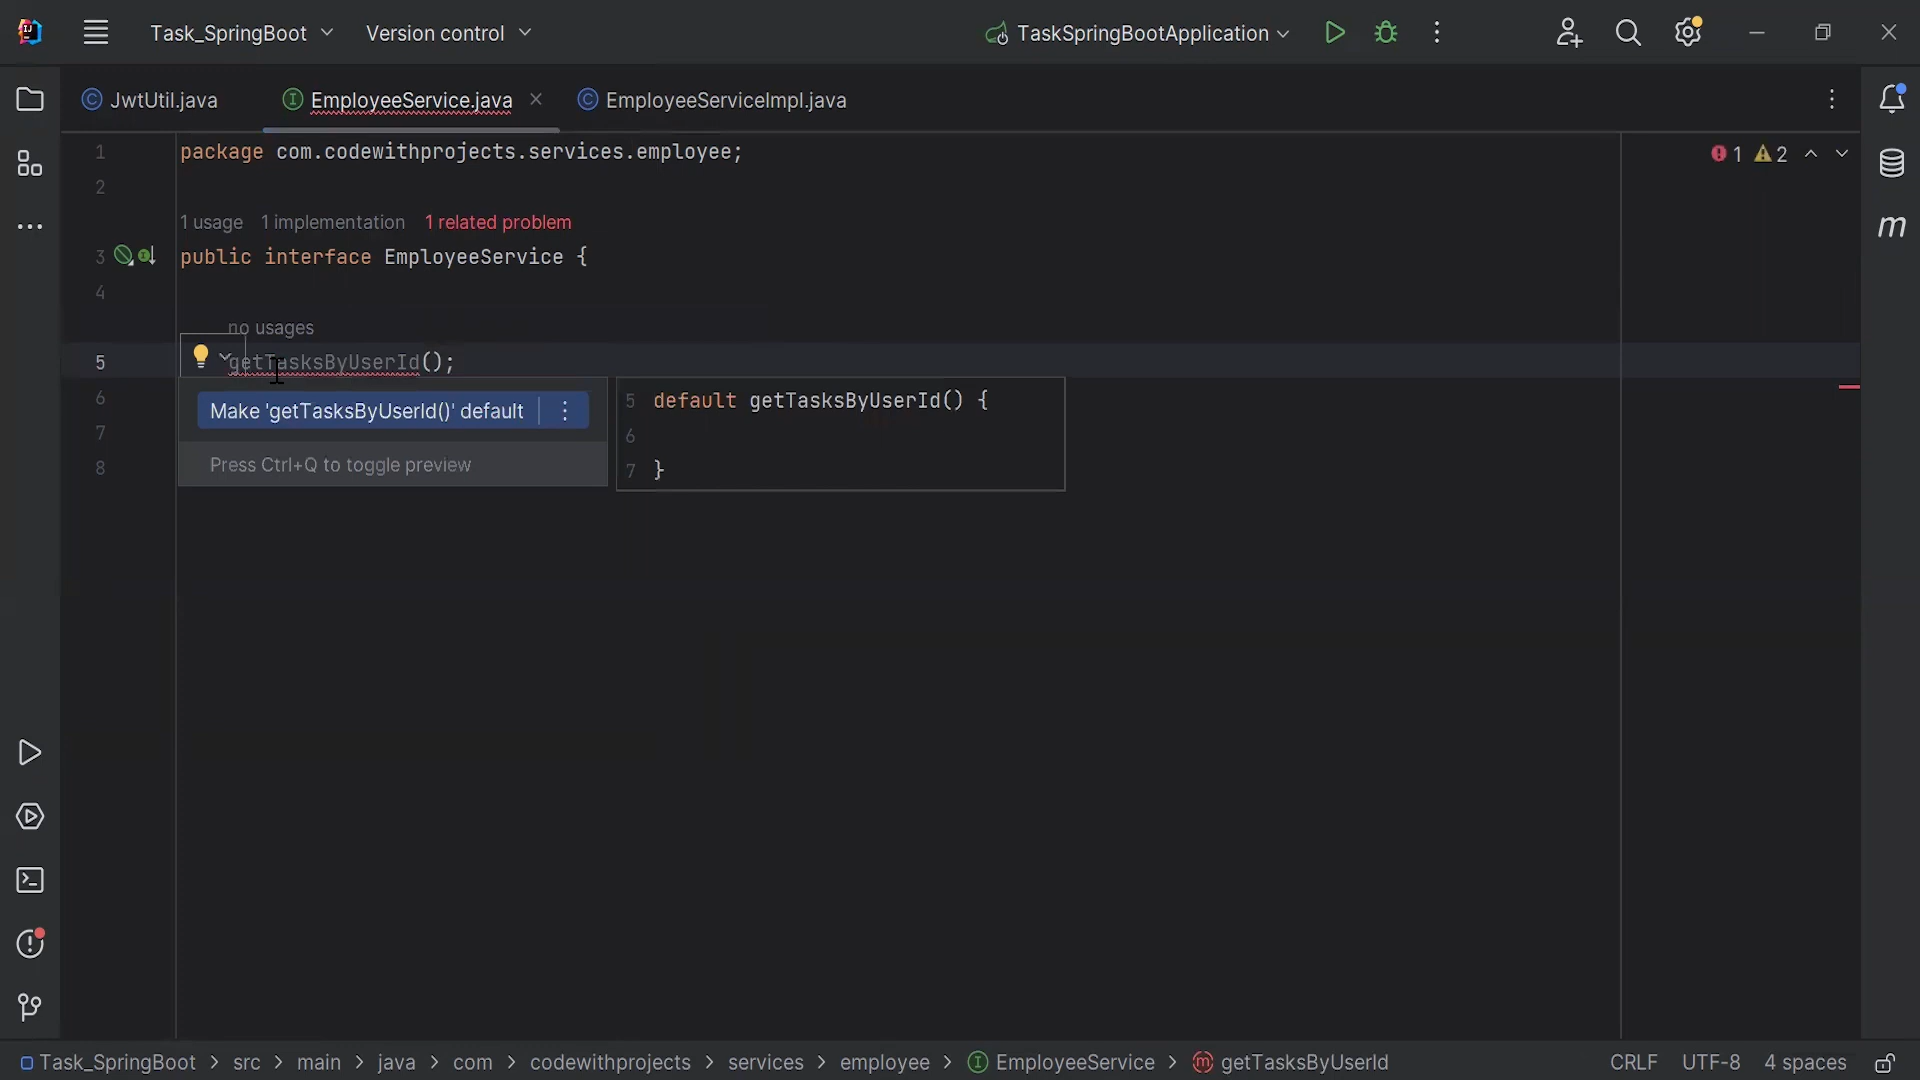 Task_SpringBoot
Version control
TaskSpringBootApplication
JwtUtil.java
EmployeeService.java
EmployeeServiceImpl.java
1 package com.codewithprojects.services.employee;
1 2
2
1 usage 1 implementation 1 related problem
3 public interface EmployeeService {
4
no usages
5 getTasksByUserId();
6
7
8
Make 'getTasksByUserId()' default
Press Ctrl+Q to toggle preview
5 default getTasksByUserId() {
6
7 }
Task_SpringBoot > src > main > java > com > codewithprojects > services > employee > EmployeeService > getTasksByUserId
CRLF UTF-8 4 spaces